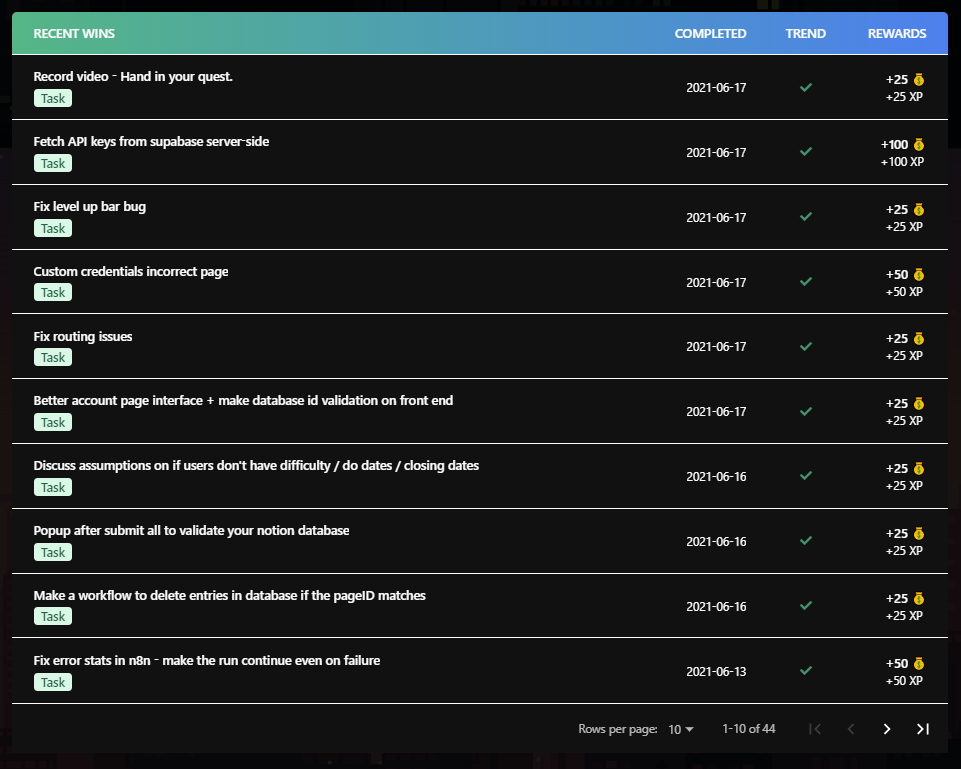 RECENT WINS COMPLETED TREND REWARDS
Record video - Hand in your quest. 2021-06-17 +25
Task +25 XP
Fetch API keys from supabase server-side 2021-06-17 +100
Task +100 XP
Fix level up bar bug 2021-06-17 +25
Task +25 XP
Custom credentials incorrect page 2021-06-17 +50
Task +50 XP
Fix routing issues 2021-06-17 +25
Task +25 XP
Better account page interface + make database id validation on front end 2021-06-17 +25
Task +25 XP
Discuss assumptions on if users don't have difficulty / do dates / closing dates 2021-06-16 +25
Task +25 XP
Popup after submit all to validate your notion database 2021-06-16 +25
Task +25 XP
Make a workflow to delete entries in database if the pageID matches 2021-06-16 +25
Task +25 XP
Fix error stats in n8n - make the run continue even on failure 2021-06-13 +50
Task +50 XP
Rows per page: 10 1-10 of 44